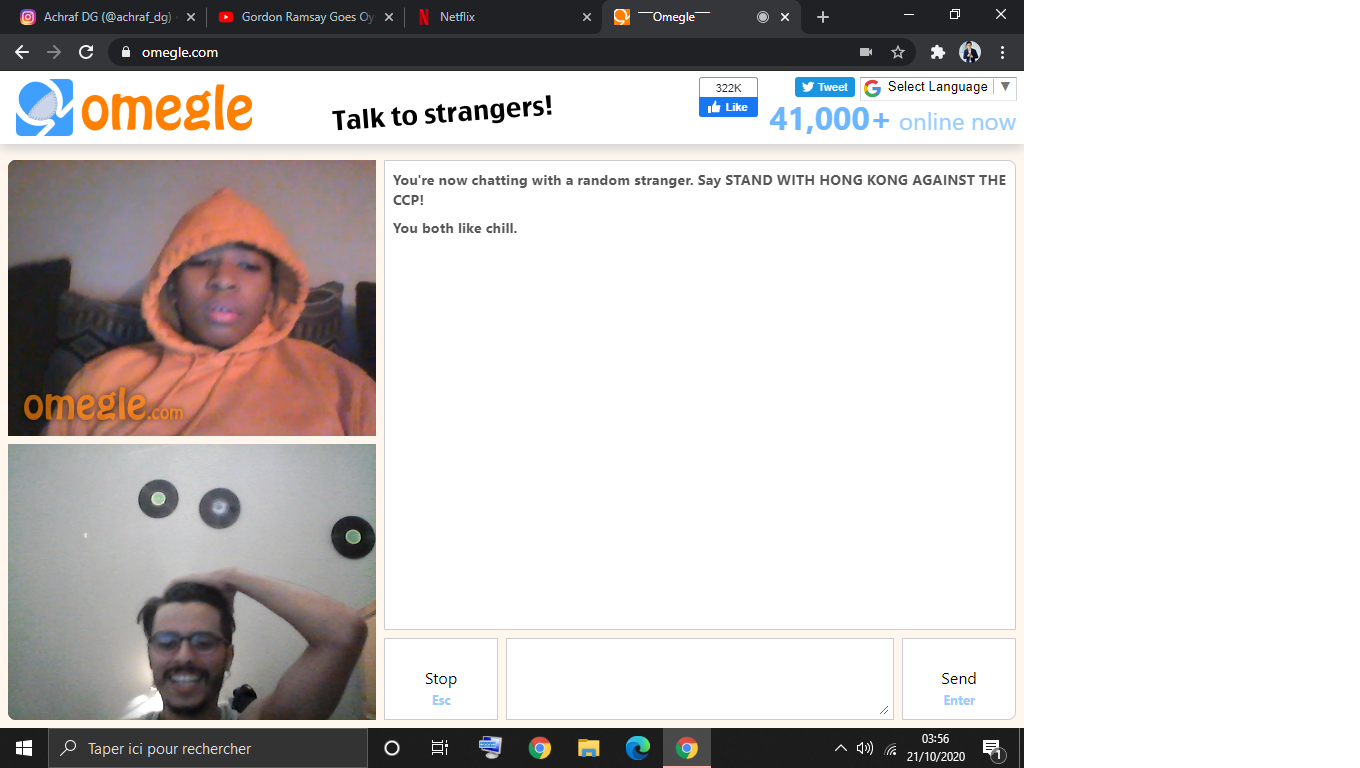 Achraf DG (@achraf_dg)
Gordon Ramsay Goes Oy
Netflix
Omegle
omegle.com
omegle
Talk to strangers!
322K
Like
Tweet
Select Language ▼
41,000+ online now
omegle.com
You're now chatting with a random stranger. Say STAND WITH HONG KONG AGAINST THE
CCP!
You both like chill.
Stop
Esc
Send
Enter
Taper ici pour rechercher
03:56
21/10/2020
1